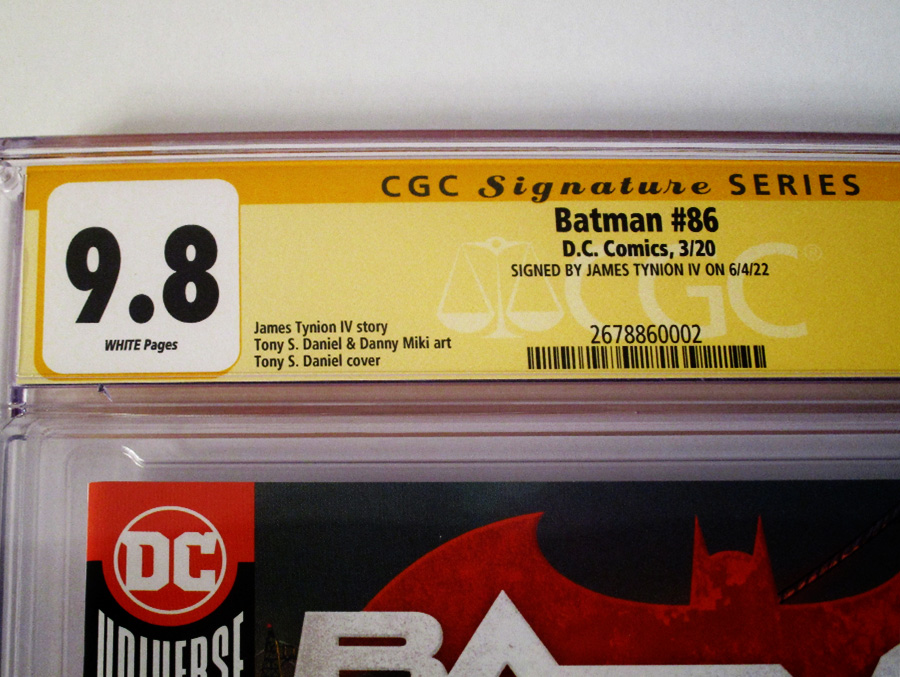 CGC Signature SERIES
9.8
WHITE Pages
Batman #86
D.C. Comics, 3/20
SIGNED BY JAMES TYNION IV ON 6/4/22
CGC®
James Tynion IV story
Tony S. Daniel & Danny Miki art
Tony S. Daniel cover
2678860002
DC
UNIVERSE
BA